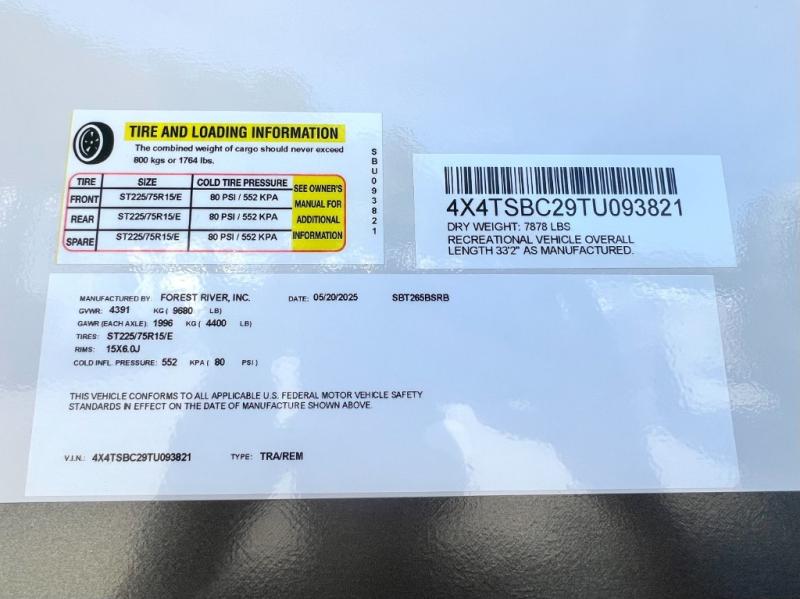 TIRE AND LOADING INFORMATION
The combined weight of cargo should never exceed
800 kgs or 1764 lbs.
TIRE SIZE COLD TIRE PRESSURE SEE OWNER'S
FRONT ST225/75R15/E 80 PSI / 552 KPA MANUAL FOR
REAR ST225/75R15/E 80 PSI / 552 KPA ADDITIONAL
SPARE ST225/75R15/E 80 PSI / 552 KPA INFORMATION
SBU093821
4X4TSBC29TU093821
DRY WEIGHT: 7878 LBS
RECREATIONAL VEHICLE OVERALL
LENGTH 33'2" AS MANUFACTURED.
MANUFACTURED BY: FOREST RIVER, INC. DATE: 05/20/2025 SBT265BSRB
GVWR: 4391 KG ( 9680 LB)
GAWR (EACH AXLE): 1996 KG ( 4400 LB)
TIRES: ST225/75R15/E
RIMS: 15X6.0J
COLD INFL. PRESSURE: 552 KPA ( 80 PSI)
THIS VEHICLE CONFORMS TO ALL APPLICABLE U.S. FEDERAL MOTOR VEHICLE SAFETY
STANDARDS IN EFFECT ON THE DATE OF MANUFACTURE SHOWN ABOVE.
V.I.N.: 4X4TSBC29TU093821 TYPE: TRA/REM